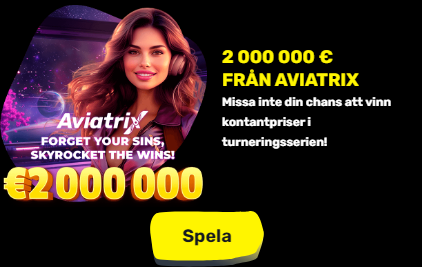 Aviatrix
FORGET YOUR SINS,
SKYROCKET THE WINS!
€2 000 000
2 000 000 €
FRÅN AVIATRIX
Missa inte din chans att vinn
kontantpriser i
turneringsserien!
Spela